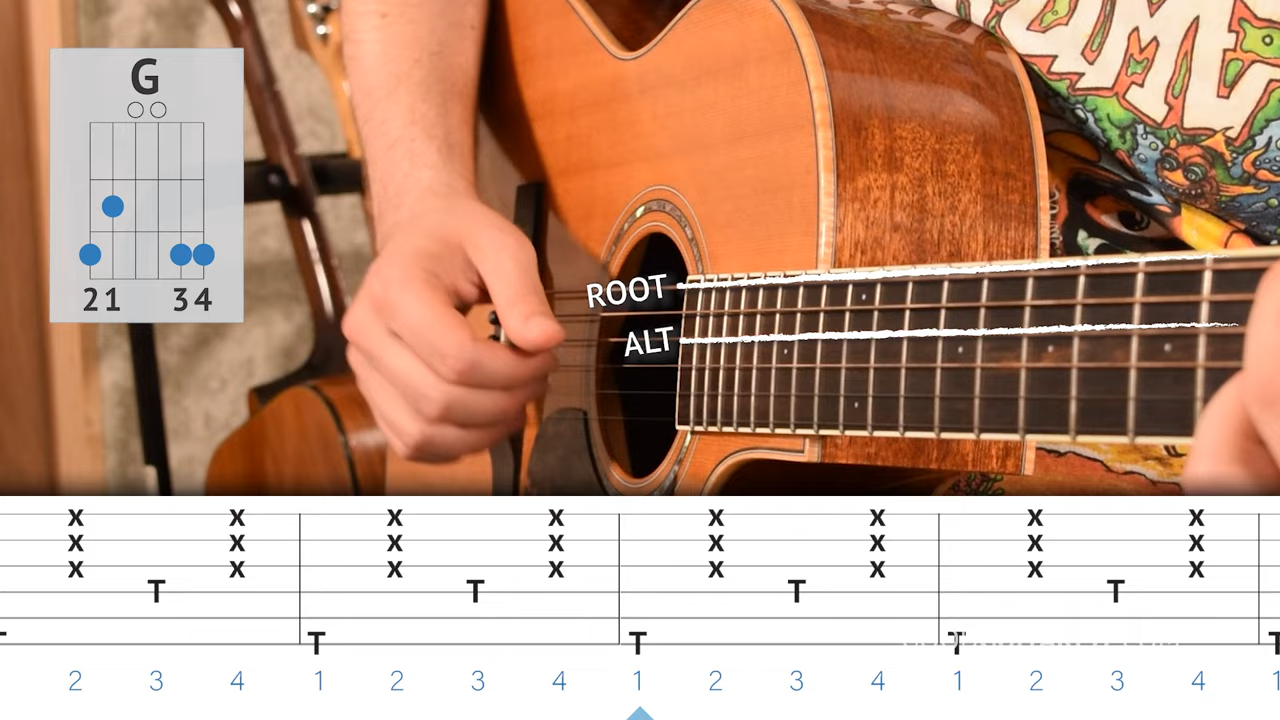 G
21 34
ROOT
ALT
X X X X X X X X
X X X X X X X X
X X X X X X X X
T T T T
T T T T T
2 3 4 1 2 3 4 1 2 3 4 1 2 3 4 1